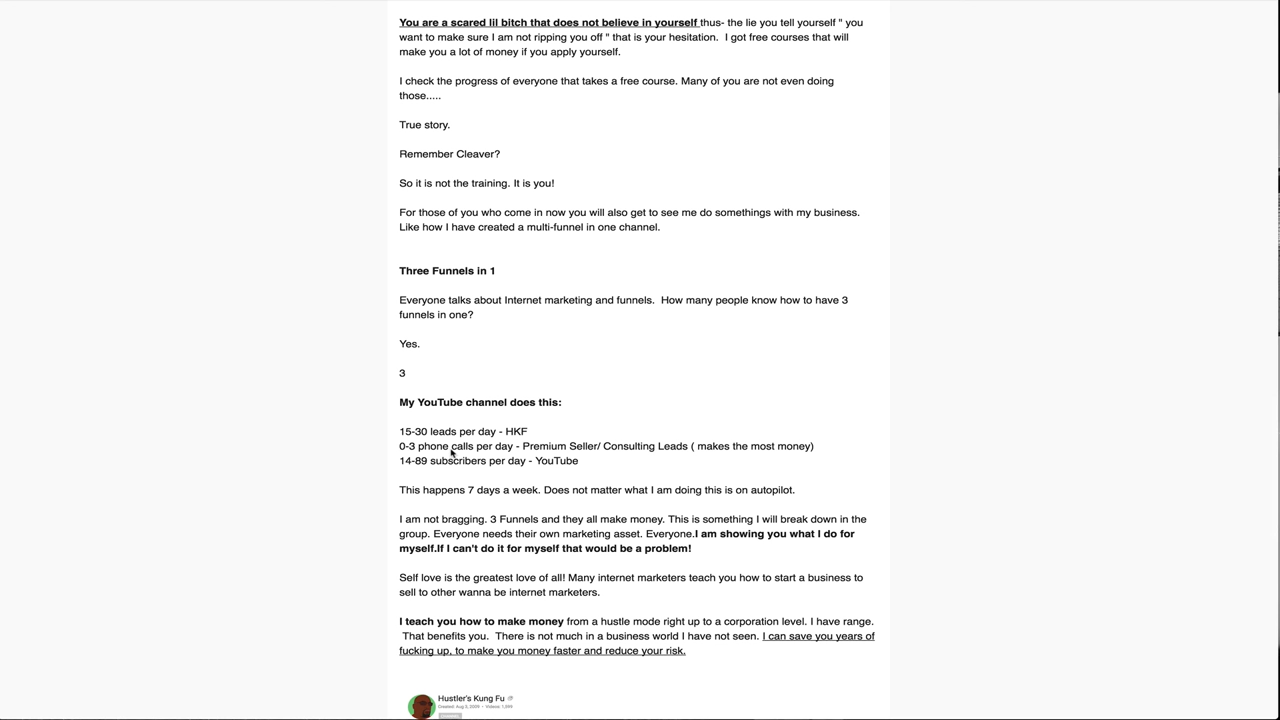 You are a scared lil bitch that does not believe in yourself thus- the lie you tell yourself " you
want to make sure I am not ripping you off " that is your hesitation.  I got free courses that will
make you a lot of money if you apply yourself.
I check the progress of everyone that takes a free course. Many of you are not even doing
those.....
True story.
Remember Cleaver?
So it is not the training. It is you!
For those of you who come in now you will also get to see me do somethings with my business.
Like how I have created a multi-funnel in one channel.
Three Funnels in 1
Everyone talks about Internet marketing and funnels.  How many people know how to have 3
funnels in one?
Yes.
3
My YouTube channel does this:
15-30 leads per day - HKF
0-3 phone calls per day - Premium Seller/ Consulting Leads ( makes the most money)
14-89 subscribers per day - YouTube
This happens 7 days a week. Does not matter what I am doing this is on autopilot.
I am not bragging. 3 Funnels and they all make money. This is something I will break down in the
group. Everyone needs their own marketing asset. Everyone.I am showing you what I do for
myself.If I can't do it for myself that would be a problem!
Self love is the greatest love of all! Many internet marketers teach you how to start a business to
sell to other wanna be internet marketers.
I teach you how to make money from a hustle mode right up to a corporation level. I have range.
That benefits you.  There is not much in a business world I have not seen. I can save you years of
fucking up, to make you money faster and reduce your risk.
Hustler's Kung Fu
Created: Aug 3, 2009 • Videos: 1,099